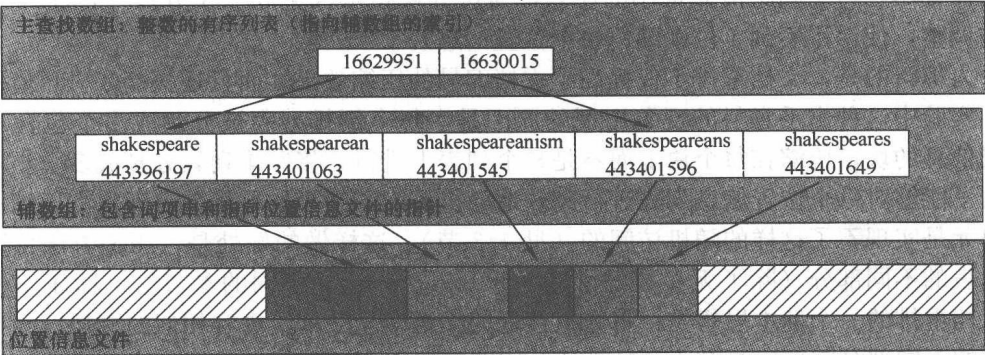 主查找数组：整数的有序列表（指向辅数组的索引）
16629951 16630015
shakespeare shakespearean shakespeareanism shakespeareans shakespeares
443396197 443401063 443401545 443401596 443401649
辅数组：包含词项串和指向位置信息文件的指针
位置信息文件